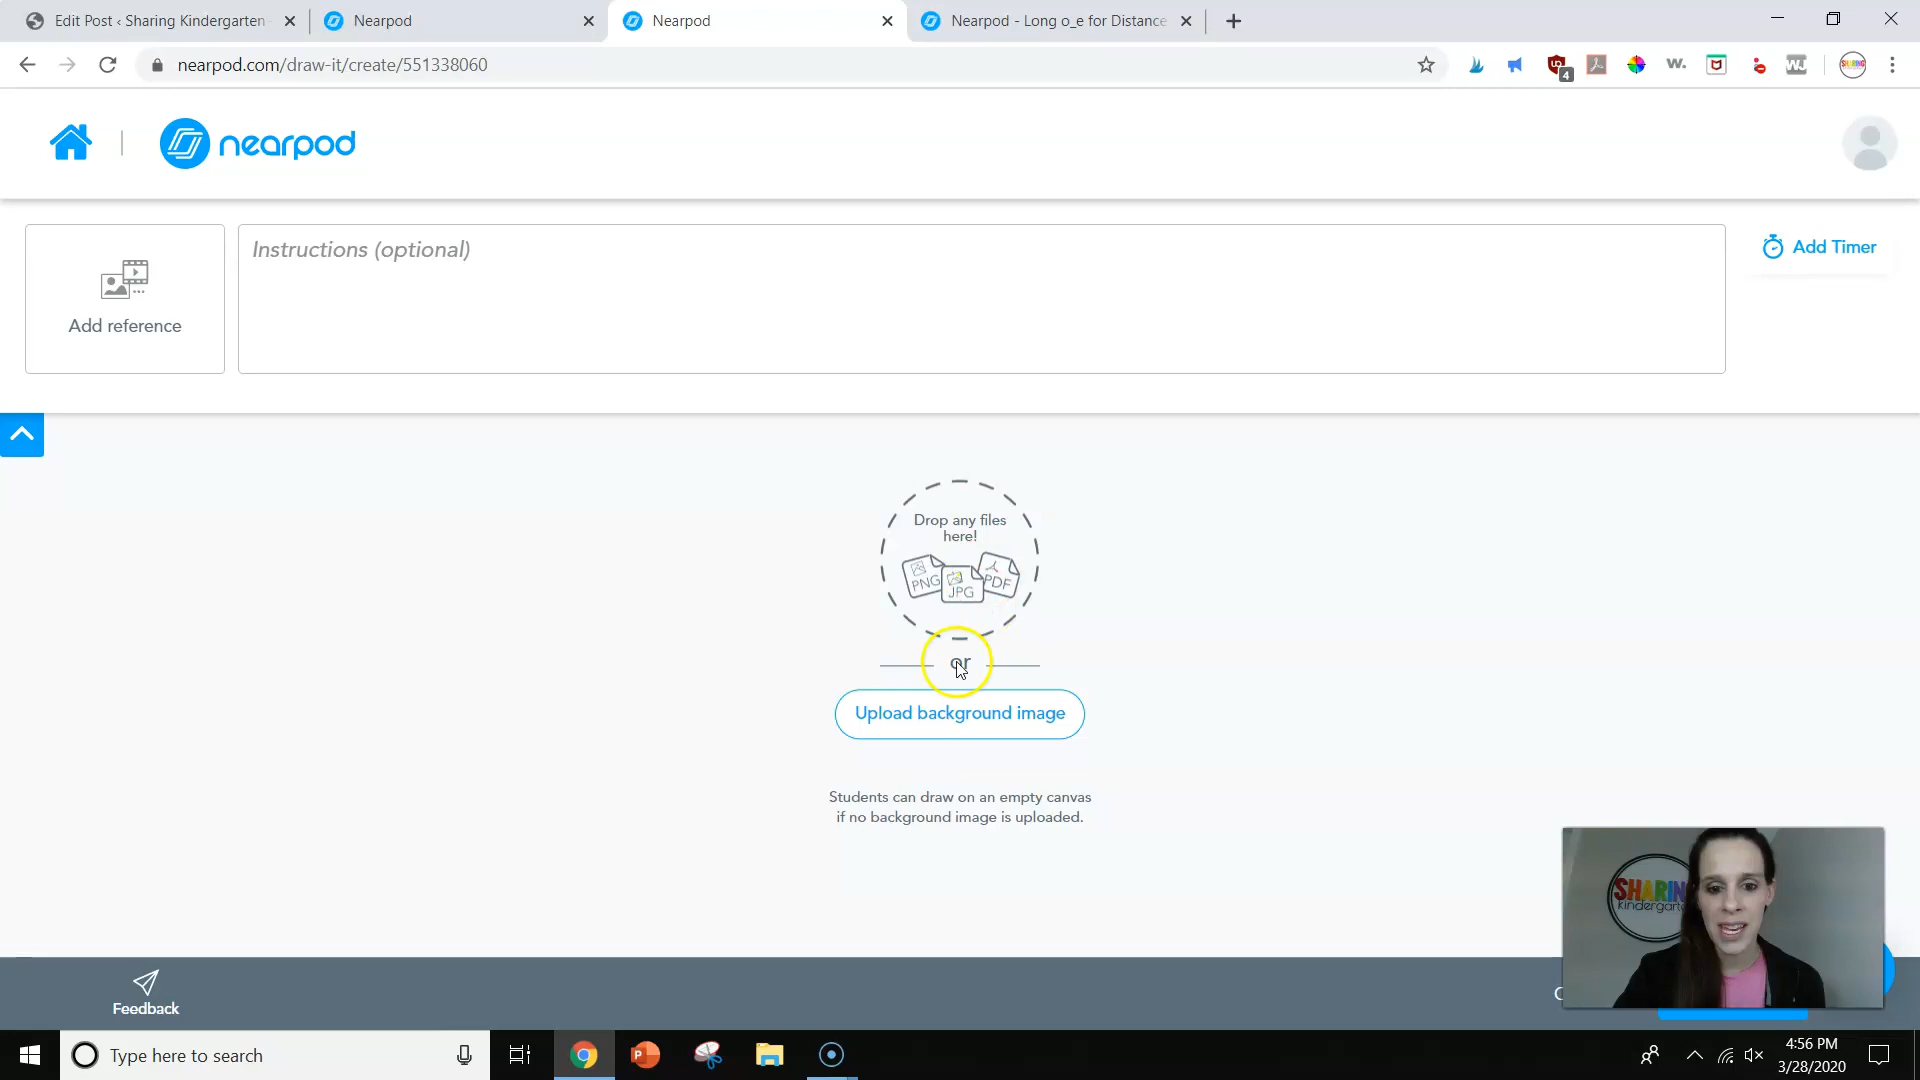 Edit Post ‹ Sharing Kindergarten
Nearpod
Nearpod
Nearpod - Long o_e for Distance
nearpod.com/draw-it/create/551338060
4
nearpod
Add reference
Instructions (optional)
Add Timer
Drop any files
here!
PNG
JPG
PDF
or
Upload background image
Students can draw on an empty canvas
if no background image is uploaded.
SHARIN
kindergarten
Feedback
C
Type here to search
4:56 PM
3/28/2020